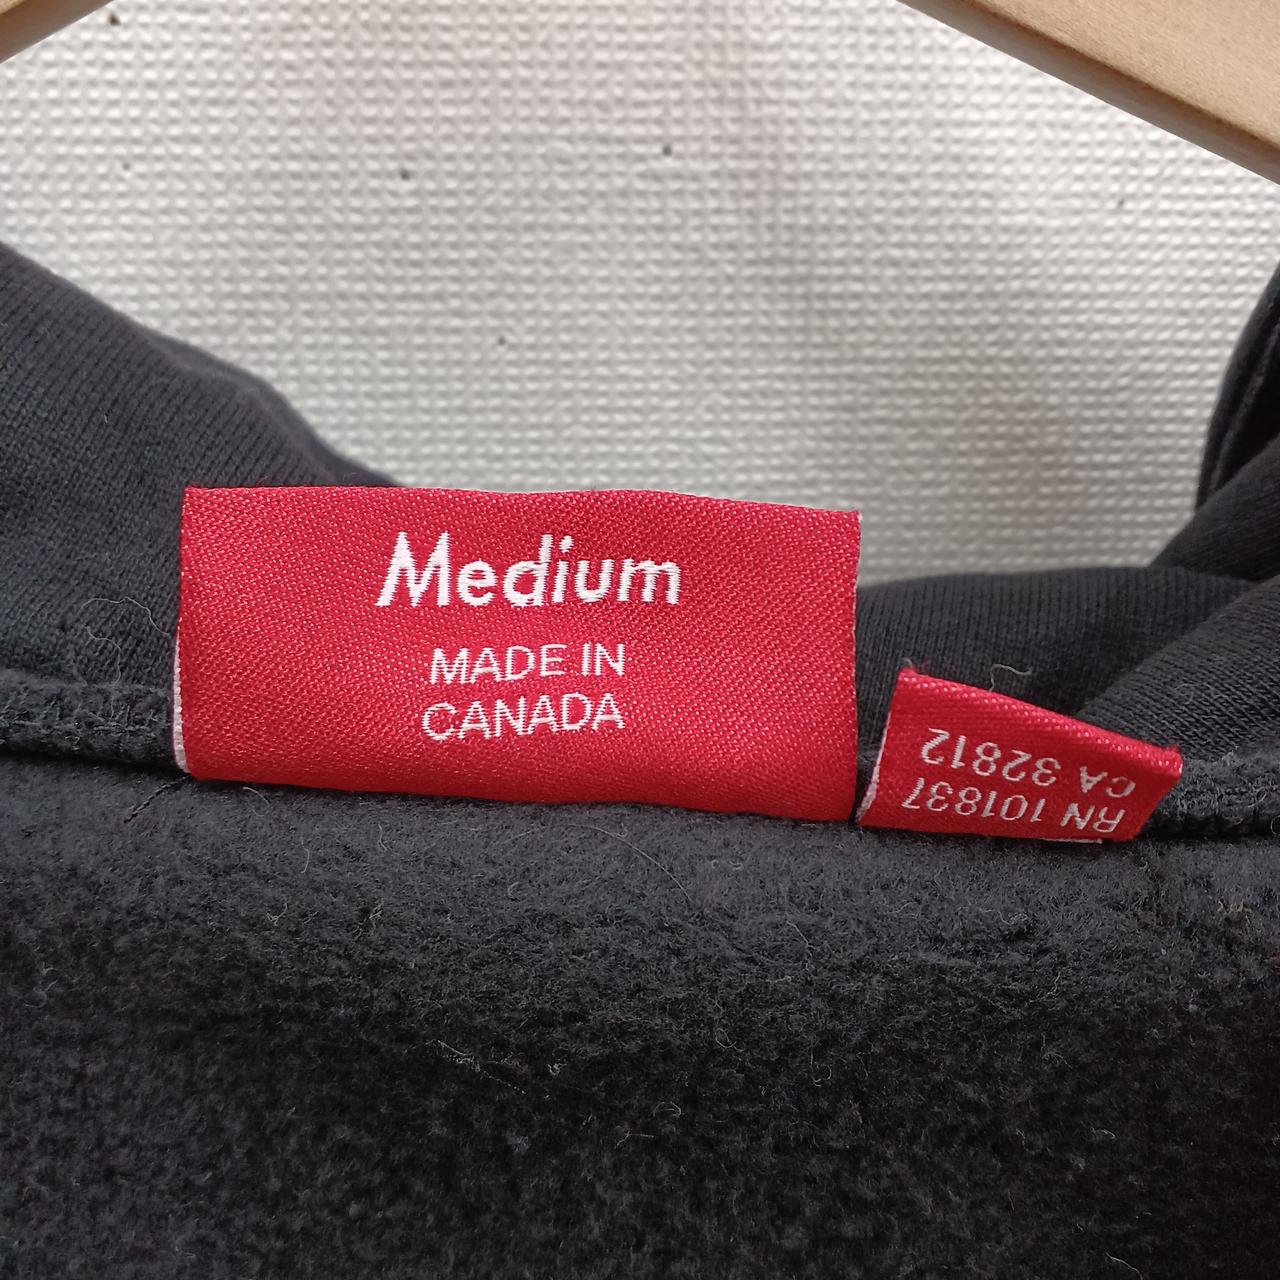 Medium
MADE IN
CANADA
RN 101837
CA 32812